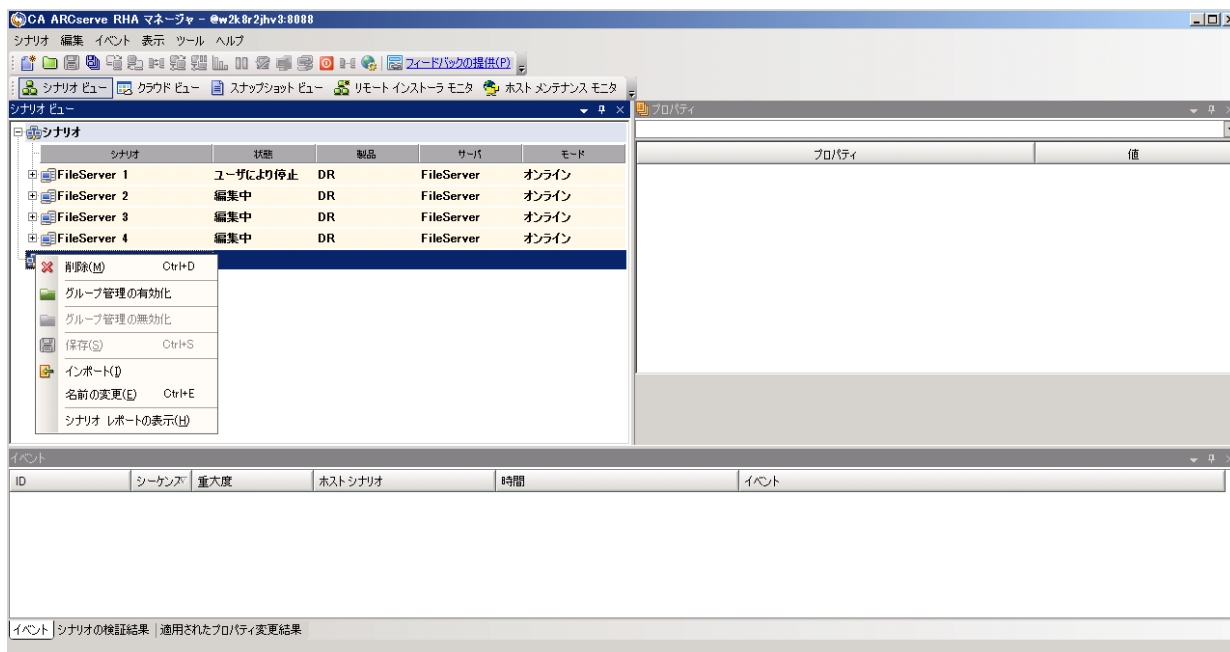 CA ARCserve RHA マネージャ - @w2k8r2jhv3:8088
シナリオ 編集 イベント 表示 ツール ヘルプ
フィードバックの提供(P)
シナリオ ビュー クラウド ビュー スナップショット ビュー リモート インストーラ モニタ ホスト メンテナンス モニタ
シナリオ ビュー
プロパティ
シナリオ
シナリオ 状態 製品 サーバ モード
プロパティ 値
FileServer 1 ユーザにより停止 DR FileServer オンライン
FileServer 2 編集中 DR FileServer オンライン
FileServer 3 編集中 DR FileServer オンライン
FileServer 4 編集中 DR FileServer オンライン
削除(M) Ctrl+D
グループ管理の有効化
グループ管理の無効化
保存(S) Ctrl+S
インポート(I)
名前の変更(E) Ctrl+E
シナリオ レポートの表示(H)
イベント
ID シーケンス 重大度 ホスト シナリオ 時間 イベント
イベント シナリオの検証結果 適用されたプロパティ変更結果